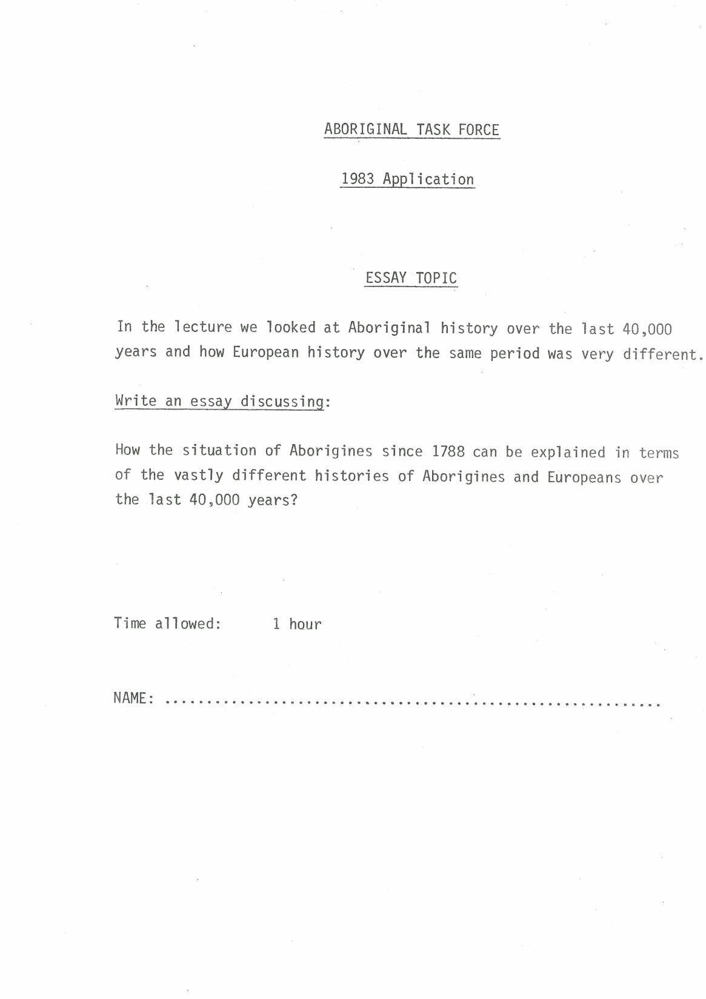 ABORIGINAL TASK FORCE
1983 Application
ESSAY TOPIC
In the lecture we looked at Aboriginal history over the last 40,000
years and how European history over the same period was very different.
Write an essay discussing:
How the situation of Aborigines since 1788 can be explained in terms
of the vastly different histories of Aborigines and Europeans over
the last 40,000 years?
Time allowed: 1 hour
NAME: ............................................................